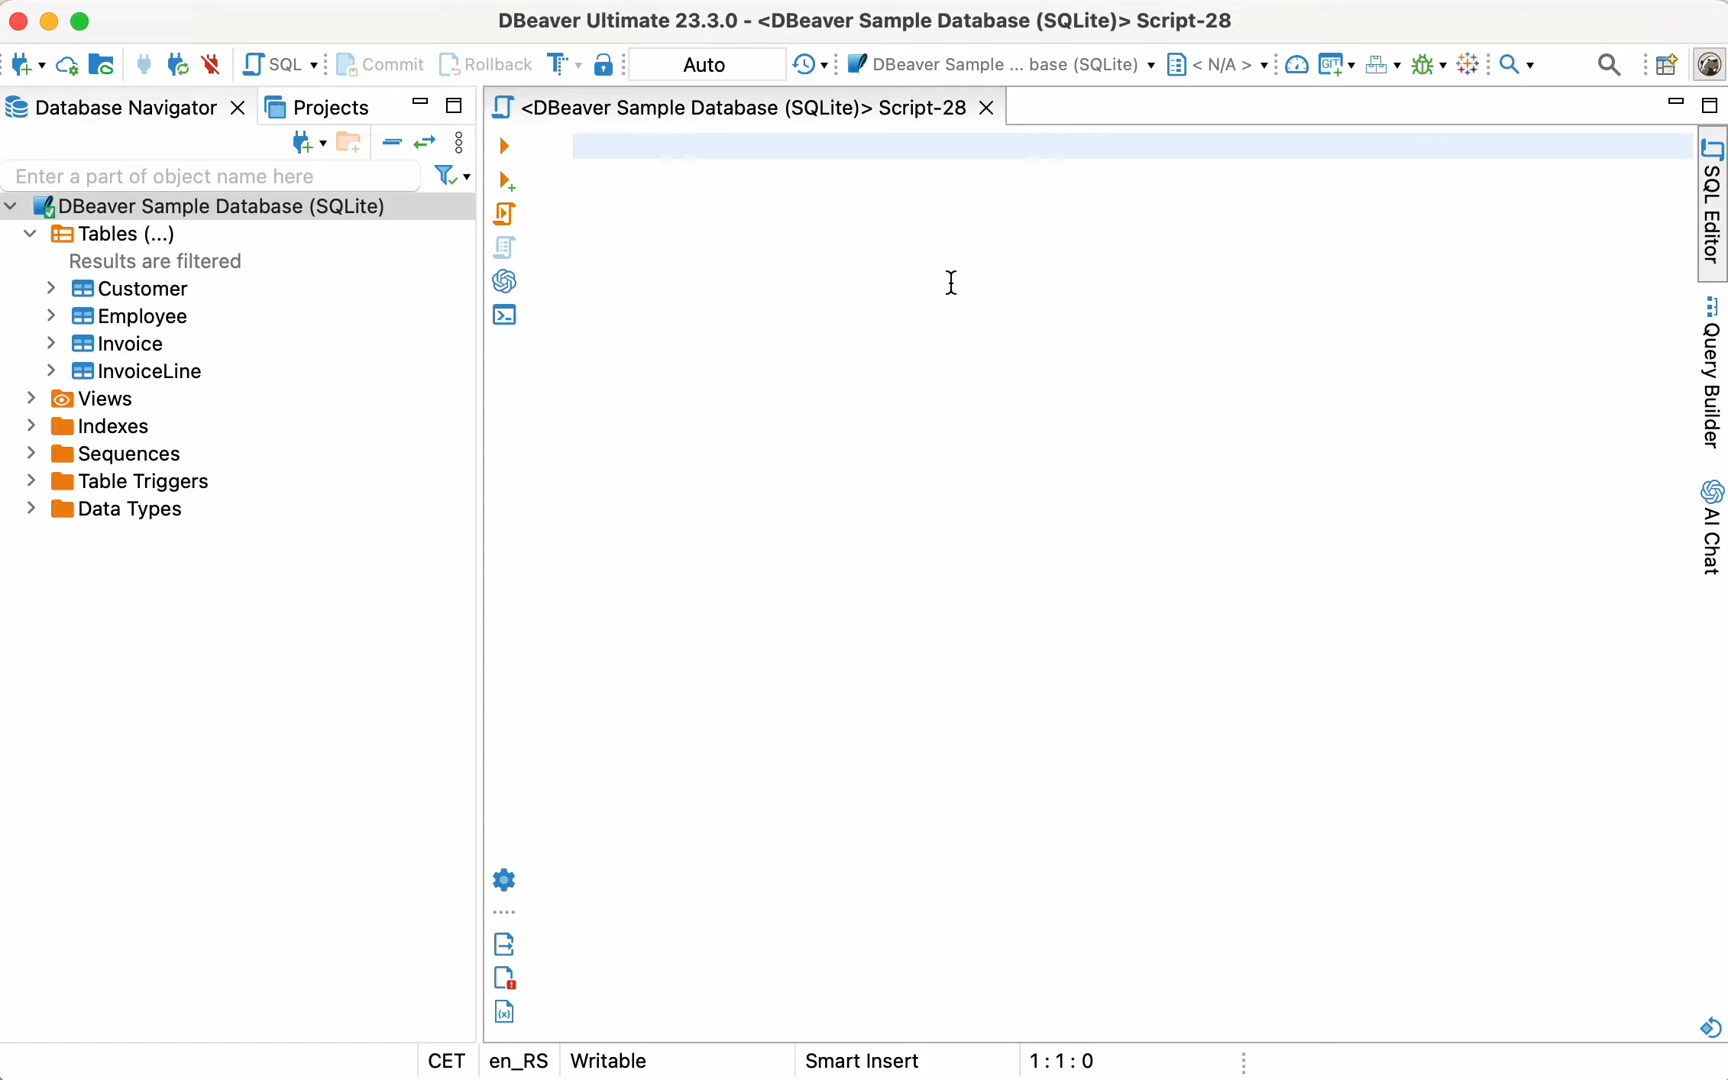 DBeaver Ultimate 23.3.0 - <DBeaver Sample Database (SQLite)> Script-28
SQL
Commit
Rollback
Auto
DBeaver Sample ... base (SQLite)
< N/A >
GIT
Database Navigator
Projects
<DBeaver Sample Database (SQLite)> Script-28
Enter a part of object name here
DBeaver Sample Database (SQLite)
Tables (...)
Results are filtered
Customer
Employee
Invoice
InvoiceLine
Views
Indexes
Sequences
Table Triggers
Data Types
SQL Editor
Query Builder
AI Chat
CET
en_RS
Writable
Smart Insert
1 : 1 : 0